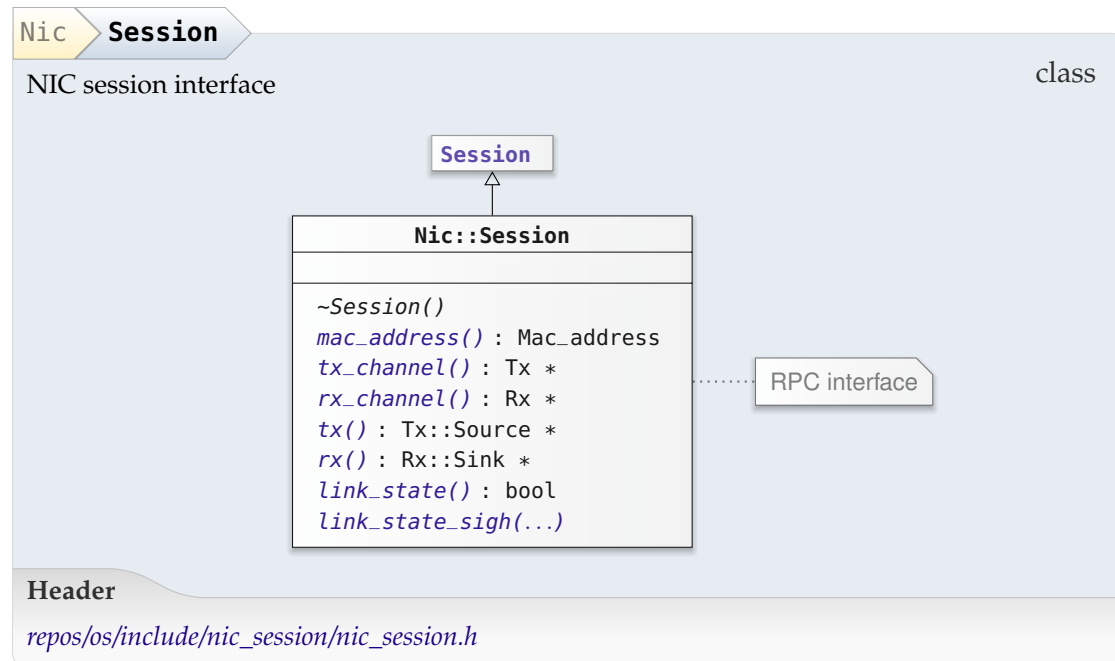 Nic Session
NIC session interface
class
Session
Nic::Session
~Session()
mac_address() : Mac_address
tx_channel() : Tx *
rx_channel() : Rx *
tx() : Tx::Source *
rx() : Rx::Sink *
link_state() : bool
link_state_sigh(...)
RPC interface
Header
repos/os/include/nic_session/nic_session.h